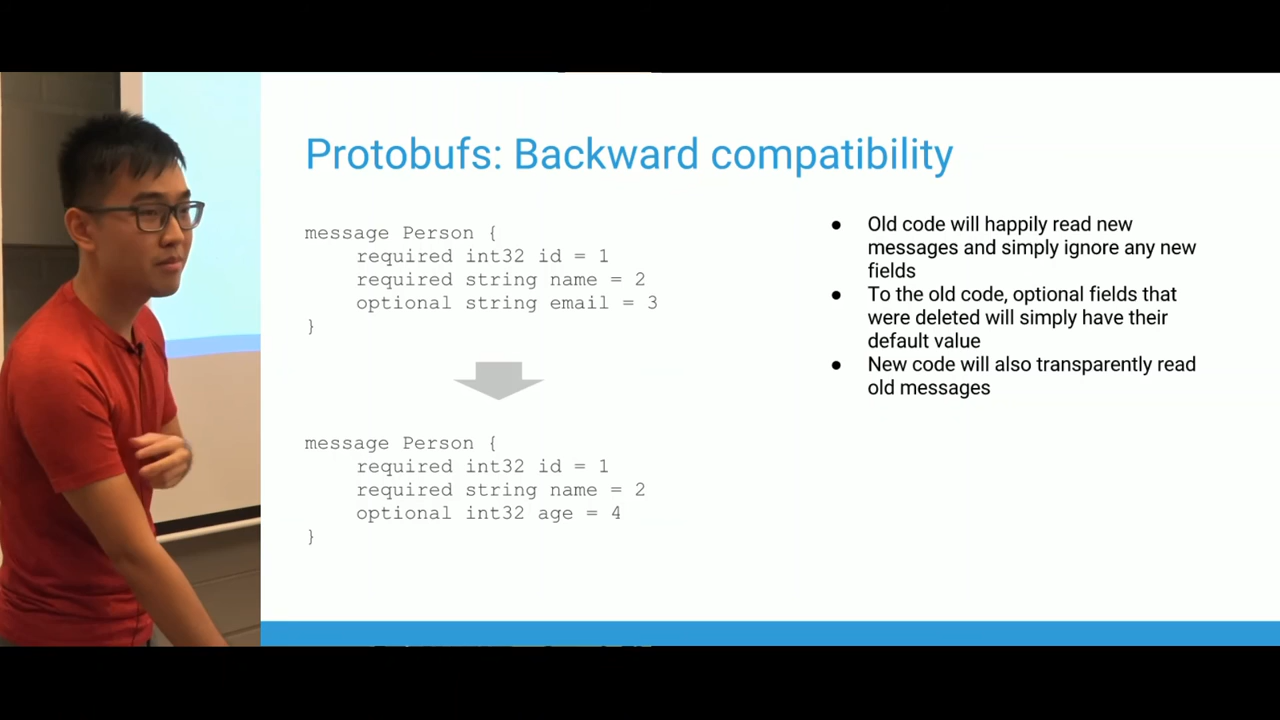 Protobufs: Backward compatibility
message Person {
required int32 id = 1
required string name = 2
optional string email = 3
}
message Person {
required int32 id = 1
required string name = 2
optional int32 age = 4
}
● Old code will happily read new
messages and simply ignore any new
fields
● To the old code, optional fields that
were deleted will simply have their
default value
● New code will also transparently read
old messages